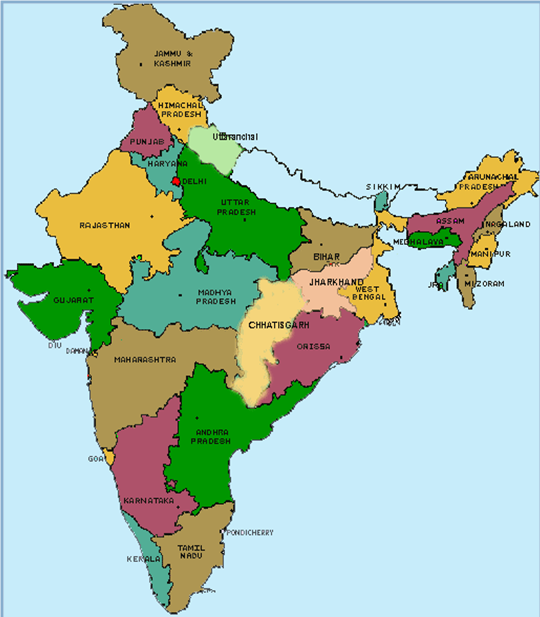 JAMMU &
KASHMIR
HIMACHAL
PRADESH
PUNJAB
Uttranchal
HARYANA
DELHI
SIKKIM
ARUNACHAL
PRADESH
UTTAR
PRADESH
RAJASTHAN
ASSAM
NAGALAND
MEGHALAYA
BIHAR
MANIPUR
JHARKHAND
MIZORAM
GUJARAT
MADHYA
PRADESH
WEST
BENGAL
CHHATISGARH
DIU
DAMAN
ORISSA
MAHARASHTRA
ANDHRA
PRADESH
GOA
KARNATAKA
PONDICHERRY
TAMIL
NADU
KERALA